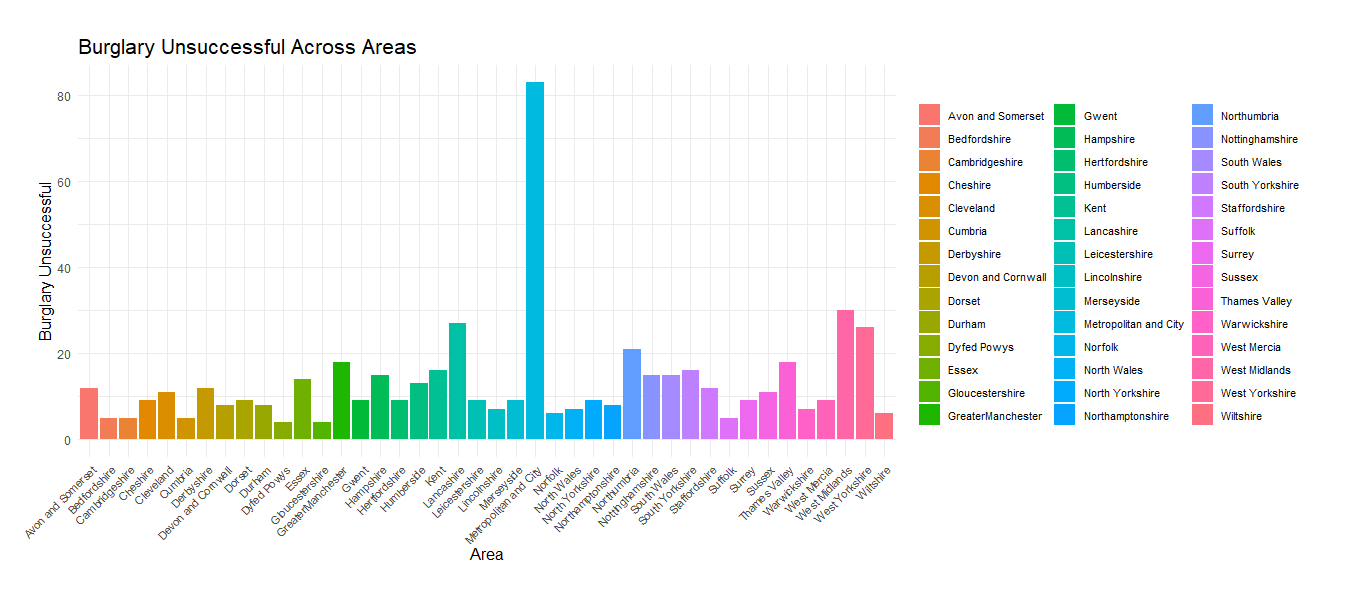 Burglary Unsuccessful Across Areas
Burglary Unsuccessful
80
60
40
20
0
Avon and Somerset
Bedfordshire
Cambridgeshire
Cheshire
Cleveland
Cumbria
Derbyshire
Devon and Cornwall
Dorset
Durham
Dyfed Powys
Essex
Gloucestershire
GreaterManchester
Gwent
Hampshire
Hertfordshire
Humberside
Kent
Lancashire
Leicestershire
Lincolnshire
Merseyside
Metropolitan and City
Norfolk
North Wales
North Yorkshire
Northamptonshire
Northumbria
Nottinghamshire
South Wales
South Yorkshire
Staffordshire
Suffolk
Surrey
Sussex
Thames Valley
Warwickshire
West Mercia
West Midlands
West Yorkshire
Wiltshire
Area
Avon and Somerset
Bedfordshire
Cambridgeshire
Cheshire
Cleveland
Cumbria
Derbyshire
Devon and Cornwall
Dorset
Durham
Dyfed Powys
Essex
Gloucestershire
GreaterManchester
Gwent
Hampshire
Hertfordshire
Humberside
Kent
Lancashire
Leicestershire
Lincolnshire
Merseyside
Metropolitan and City
Norfolk
North Wales
North Yorkshire
Northamptonshire
Northumbria
Nottinghamshire
South Wales
South Yorkshire
Staffordshire
Suffolk
Surrey
Sussex
Thames Valley
Warwickshire
West Mercia
West Midlands
West Yorkshire
Wiltshire